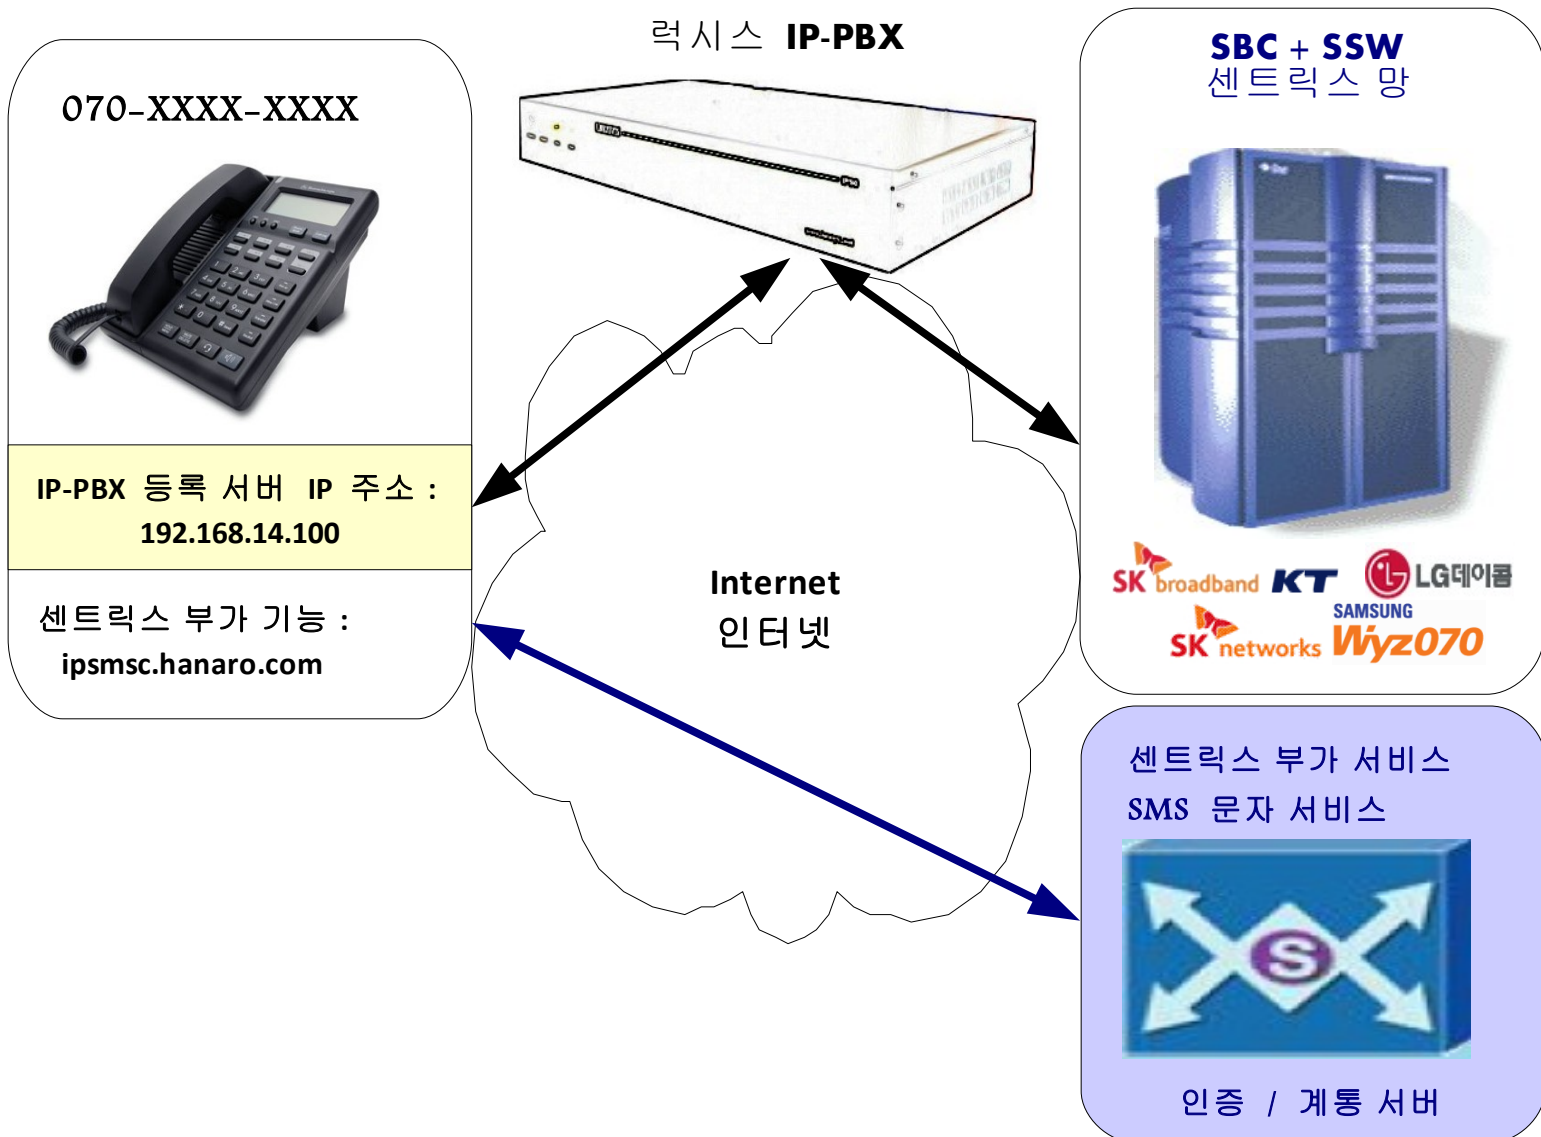 럭시스 IP-PBX
070-XXXX-XXXX
IP-PBX 등록 서버 IP 주소 :
192.168.14.100
센트릭스 부가 기능 :
ipsmsc.hanaro.com
Internet
인터넷
SBC + SSW
센트릭스 망
SK broadband
KT
LG데이콤
SK networks
SAMSUNG
Wyz070
센트릭스 부가 서비스
SMS 문자 서비스
S
인증 / 계통 서버